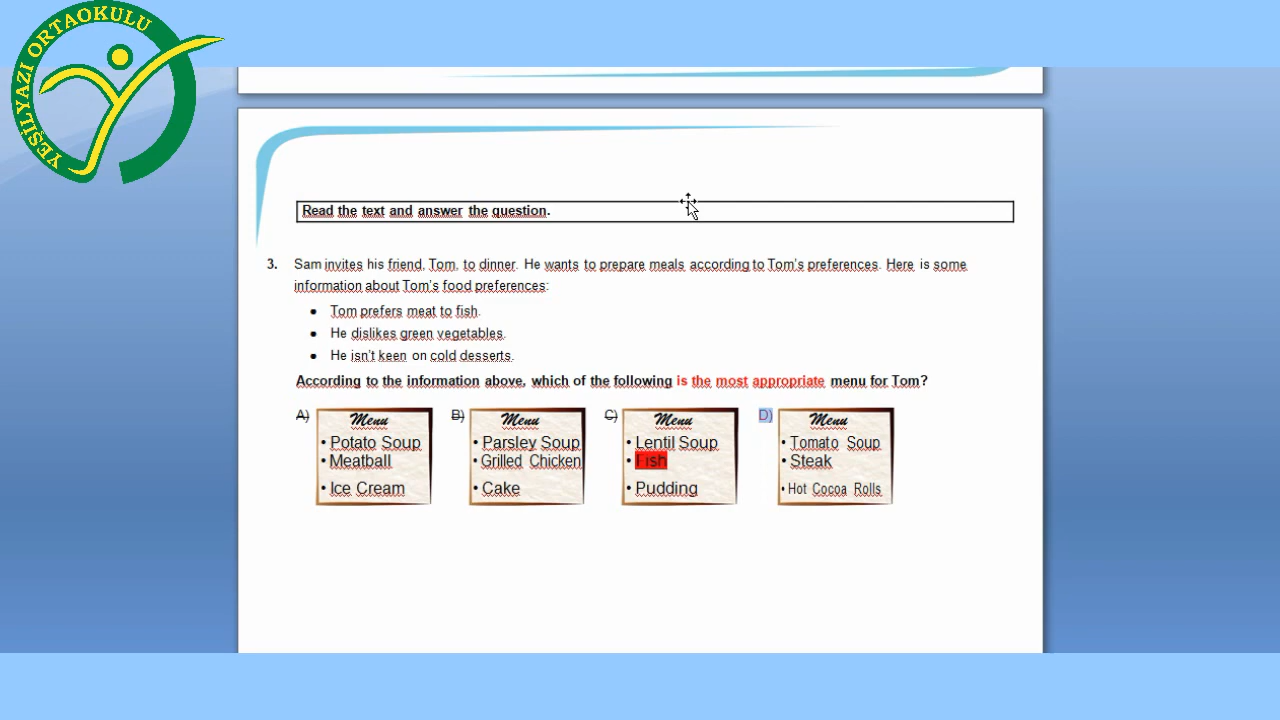 YEŞİLYAZI ORTAOKULU
Read the text and answer the question.
3. Sam invites his friend, Tom, to dinner. He wants to prepare meals according to Tom's preferences. Here is some
information about Tom's food preferences:
• Tom prefers meat to fish.
• He dislikes green vegetables.
• He isn't keen on cold desserts.
According to the information above, which of the following is the most appropriate menu for Tom?
A)
Menu
• Potato Soup
• Meatball
• Ice Cream
B)
Menu
• Parsley Soup
• Grilled Chicken
• Cake
C)
Menu
• Lentil Soup
• Fish
• Pudding
D)
Menu
• Tomato Soup
• Steak
• Hot Cocoa Rolls